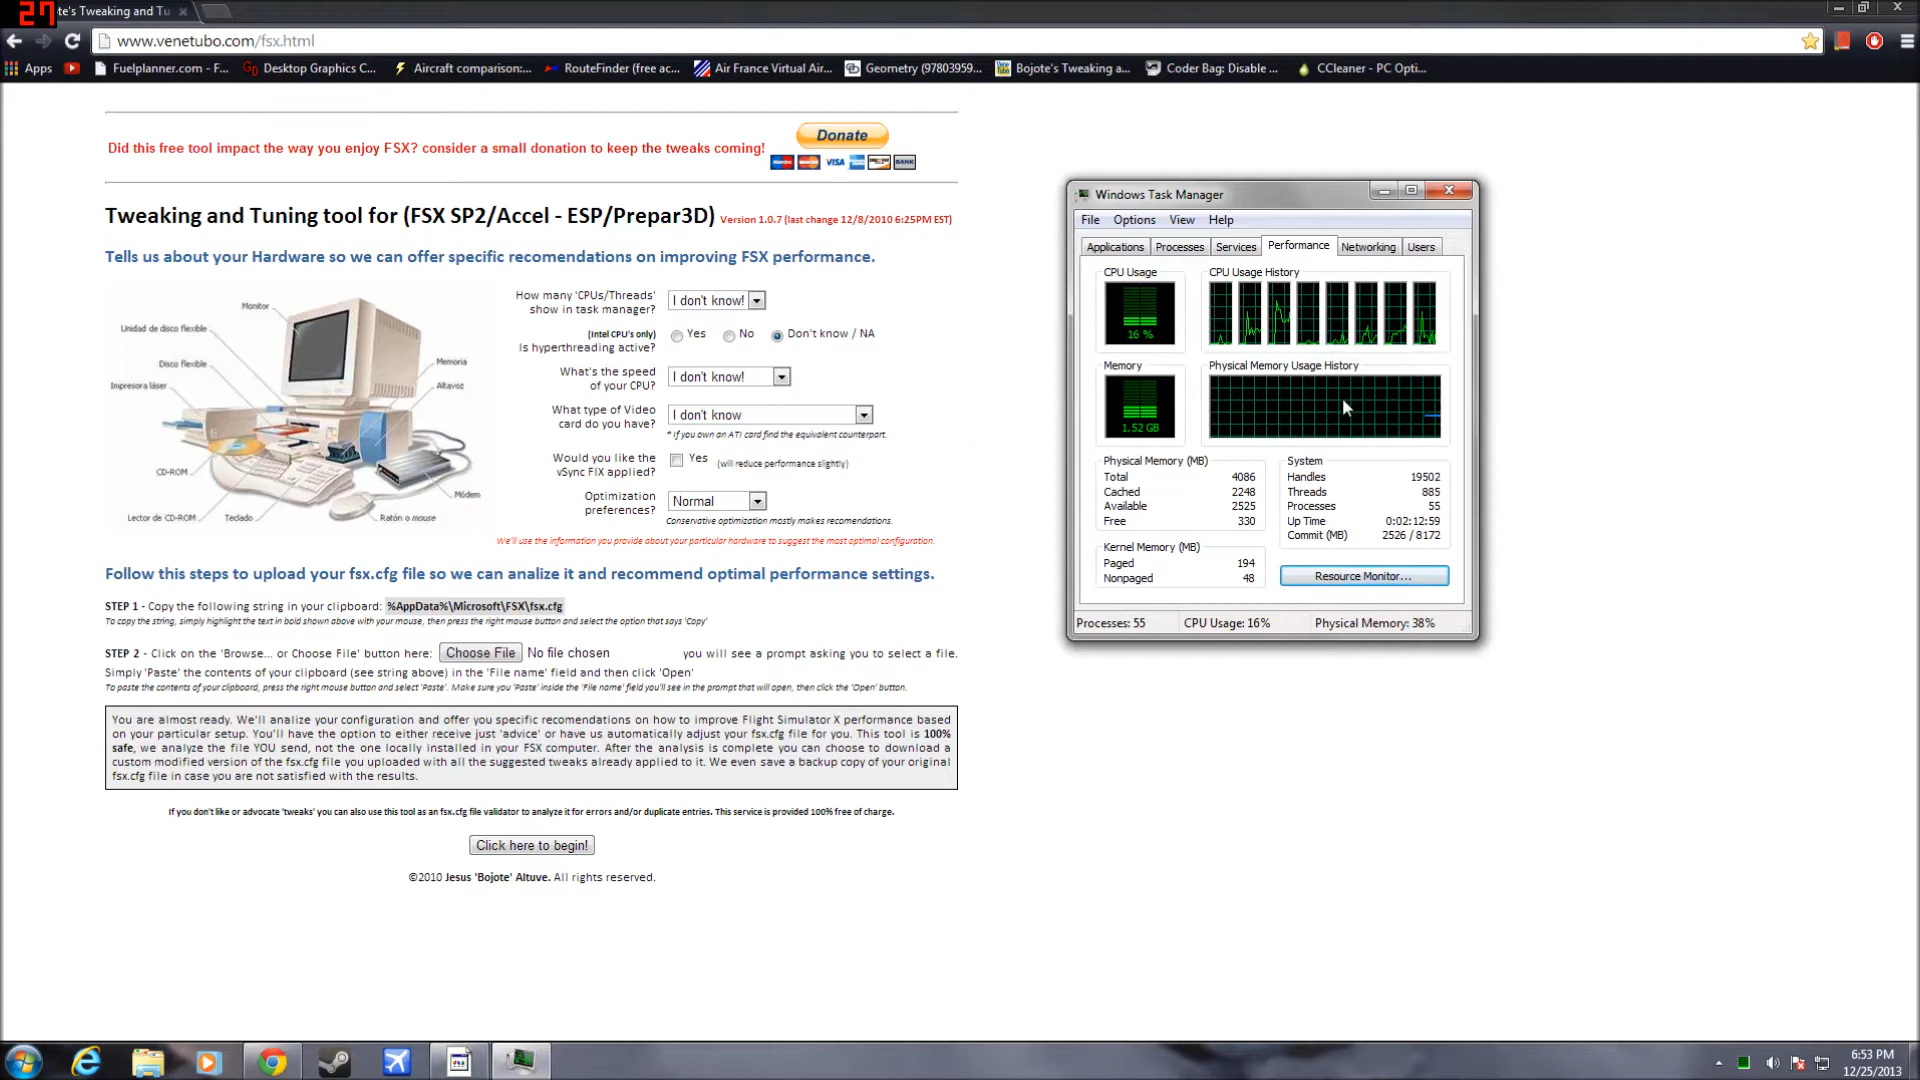 27
te's Tweaking and Tu
www.venetubo.com/fsx.html
Apps
Fuelplanner.com - F...
Desktop Graphics C...
Aircraft comparison:...
RouteFinder (free ac...
Air France Virtual Air...
Geometry (97803959...
Bojote's Tweaking a...
Coder Bag: Disable ...
CCleaner - PC Opti...
Did this free tool impact the way you enjoy FSX? consider a small donation to keep the tweaks coming!
Donate
VISA
BANK
Tweaking and Tuning tool for (FSX SP2/Accel - ESP/Prepar3D) Version 1.0.7 (last change 12/8/2010 6:25PM EST)
Tells us about your Hardware so we can offer specific recomendations on improving FSX performance.
Monitor
Unidad de disco flexible
Disco flexible
Impresora láser
Memoria
Altavoz
CD-ROM
Lector de CD-ROM
Teclado
Ratón o mouse
Módem
How many 'CPUs/Threads'
show in task manager?
I don't know!
(Intel CPU's only)
Is hyperthreading active?
Yes
No
Don't know / NA
What's the speed
of your CPU?
I don't know!
What type of Video
card do you have?
I don't know
* If you own an ATI card find the equivalent counterpart.
Would you like the
vSync FIX applied?
Yes
(will reduce performance slightly)
Optimization
preferences?
Normal
Conservative optimization mostly makes recomendations.
We'll use the information you provide about your particular hardware to suggest the most optimal configuration.
Follow this steps to upload your fsx.cfg file so we can analize it and recommend optimal performance settings.
STEP 1 - Copy the following string in your clipboard: %AppData%\Microsoft\FSX\fsx.cfg
To copy the string, simply highlight the text in bold shown above with your mouse, then press the right mouse button and select the option that says 'Copy'
STEP 2 - Click on the 'Browse... or Choose File' button here: Choose File No file chosen you will see a prompt asking you to select a file.
Simply 'Paste' the contents of your clipboard (see string above) in the 'File name' field and then click 'Open'
To paste the contents of your clipboard, press the right mouse button and select 'Paste'. Make sure you 'Paste' inside the 'File name' field you'll see in the prompt that will open, then click the 'Open' button.
You are almost ready. We'll analize your configuration and offer you specific recomendations on how to improve Flight Simulator X performance based
on your particular setup. You'll have the option to either receive just 'advice' or have us automatically adjust your fsx.cfg file for you. This tool is 100%
safe, we analyze the file YOU send, not the one locally installed in your FSX computer. After the analysis is complete you can choose to download a
custom modified version of the fsx.cfg file you uploaded with all the suggested tweaks already applied to it. We even save a backup copy of your original
fsx.cfg file in case you are not satisfied with the results.
If you don't like or advocate 'tweaks' you can also use this tool as an fsx.cfg file validator to analyze it for errors and/or duplicate entries. This service is provided 100% free of charge.
Click here to begin!
©2010 Jesus 'Bojote' Altuve. All rights reserved.
Windows Task Manager
File Options View Help
Applications Processes Services Performance Networking Users
CPU Usage
CPU Usage History
16 %
Memory
Physical Memory Usage History
1.52 GB
Physical Memory (MB)
Total 4086
Cached 2248
Available 2525
Free 330
System
Handles 19502
Threads 885
Processes 55
Up Time 0:02:12:59
Commit (MB) 2526 / 8172
Kernel Memory (MB)
Paged 194
Nonpaged 48
Resource Monitor...
Processes: 55 CPU Usage: 16% Physical Memory: 38%
6:53 PM
12/25/2013